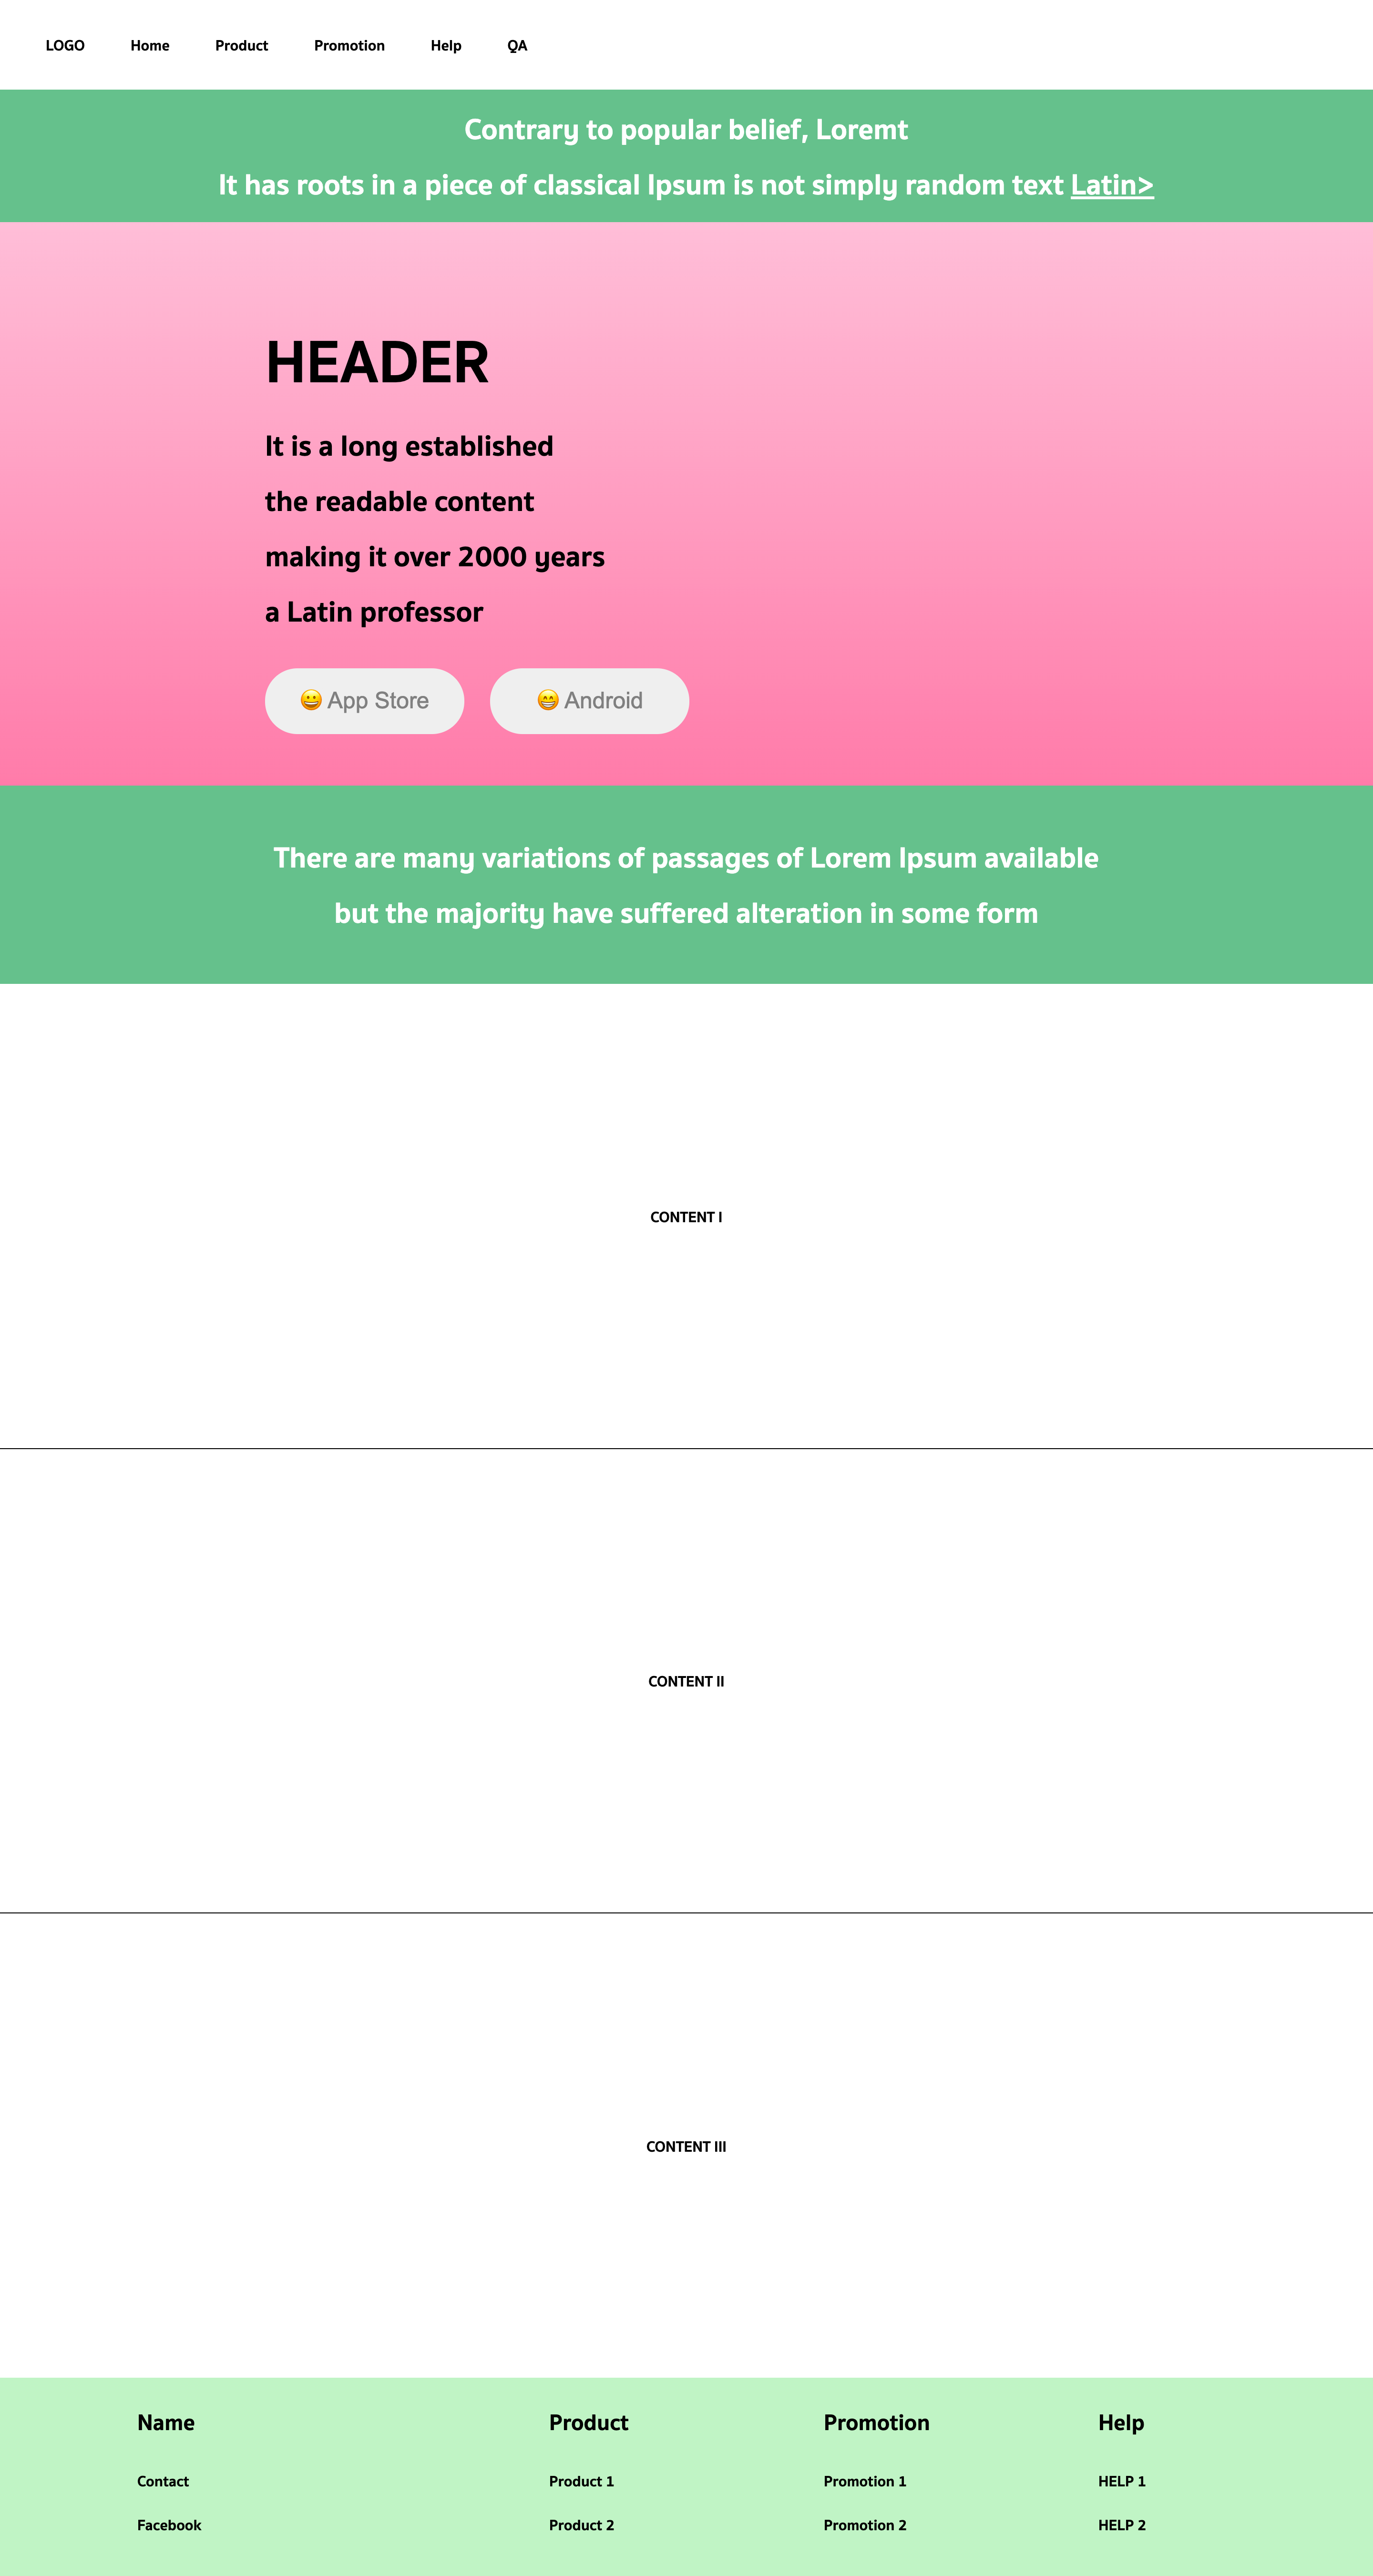 LOGO Home Product Promotion Help QA
Contrary to popular belief, Loremt
It has roots in a piece of classical Ipsum is not simply random text Latin>
HEADER
It is a long established
the readable content
making it over 2000 years
a Latin professor
😀 App Store 😁 Android
There are many variations of passages of Lorem Ipsum available
but the majority have suffered alteration in some form
CONTENT I
CONTENT II
CONTENT III
Name Product Promotion Help
Contact Product 1 Promotion 1 HELP 1
Facebook Product 2 Promotion 2 HELP 2